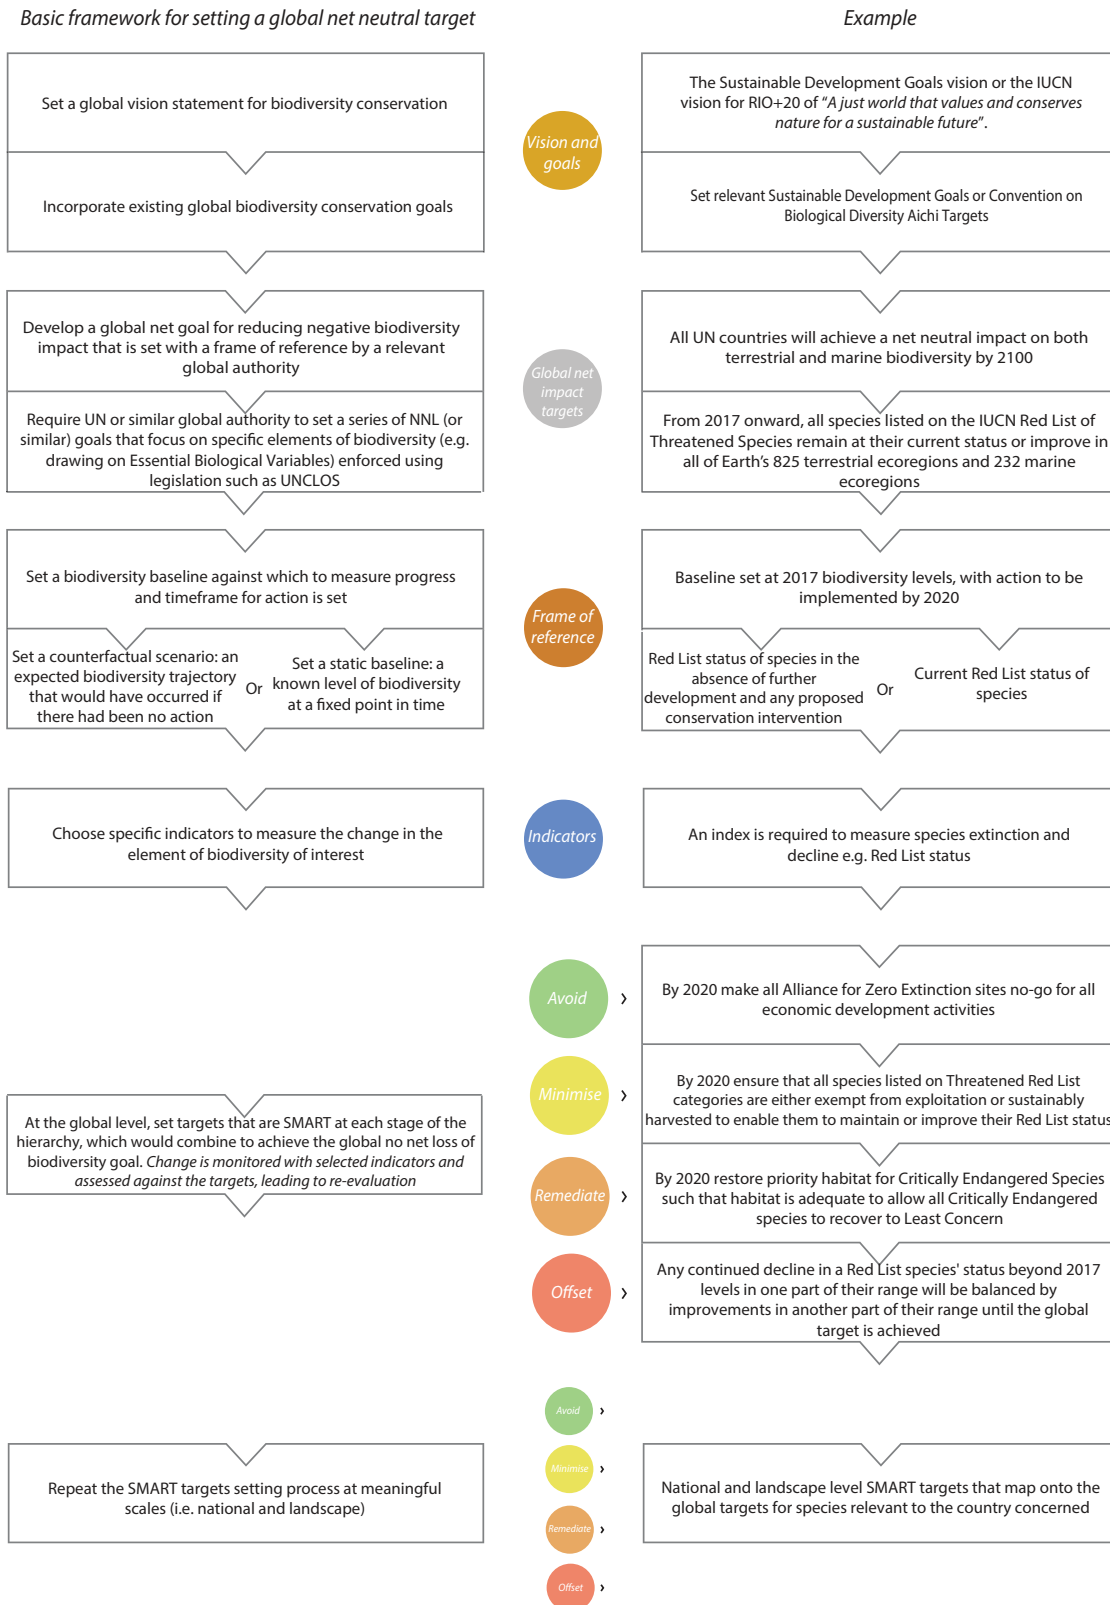 Basic framework for setting a global net neutral target
Example
Set a global vision statement for biodiversity conservation
Vision and
goals
The Sustainable Development Goals vision or the IUCN
vision for RIO+20 of “A just world that values and conserves
nature for a sustainable future”.
Incorporate existing global biodiversity conservation goals
Set relevant Sustainable Development Goals or Convention on
Biological Diversity Aichi Targets
Develop a global net goal for reducing negative biodiversity
impact that is set with a frame of reference by a relevant
global authority
Global net
impact
targets
All UN countries will achieve a net neutral impact on both
terrestrial and marine biodiversity by 2100
Require UN or similar global authority to set a series of NNL (or
similar) goals that focus on specific elements of biodiversity (e.g.
drawing on Essential Biological Variables) enforced using
legislation such as UNCLOS
From 2017 onward, all species listed on the IUCN Red List of
Threatened Species remain at their current status or improve in
all of Earth’s 825 terrestrial ecoregions and 232 marine
ecoregions
Set a biodiversity baseline against which to measure progress
and timeframe for action is set
Frame of
reference
Baseline set at 2017 biodiversity levels, with action to be
implemented by 2020
Set a counterfactual scenario: an
expected biodiversity trajectory
that would have occurred if
there had been no action
Or
Set a static baseline: a
known level of biodiversity
at a fixed point in time
Red List status of species in the
absence of further
development and any proposed
conservation intervention
Or
Current Red List status of
species
Choose specific indicators to measure the change in the
element of biodiversity of interest
Indicators
An index is required to measure species extinction and
decline e.g. Red List status
Avoid
By 2020 make all Alliance for Zero Extinction sites no-go for all
economic development activities
Minimise
By 2020 ensure that all species listed on Threatened Red List
categories are either exempt from exploitation or sustainably
harvested to enable them to maintain or improve their Red List status
At the global level, set targets that are SMART at each stage of the
hierarchy, which would combine to achieve the global no net loss of
biodiversity goal. Change is monitored with selected indicators and
assessed against the targets, leading to re-evaluation
Remediate
By 2020 restore priority habitat for Critically Endangered Species
such that habitat is adequate to allow all Critically Endangered
species to recover to Least Concern
Offset
Any continued decline in a Red List species' status beyond 2017
levels in one part of their range will be balanced by
improvements in another part of their range until the global
target is achieved
Avoid
Minimise
Remediate
Offset
Repeat the SMART targets setting process at meaningful
scales (i.e. national and landscape)
National and landscape level SMART targets that map onto the
global targets for species relevant to the country concerned